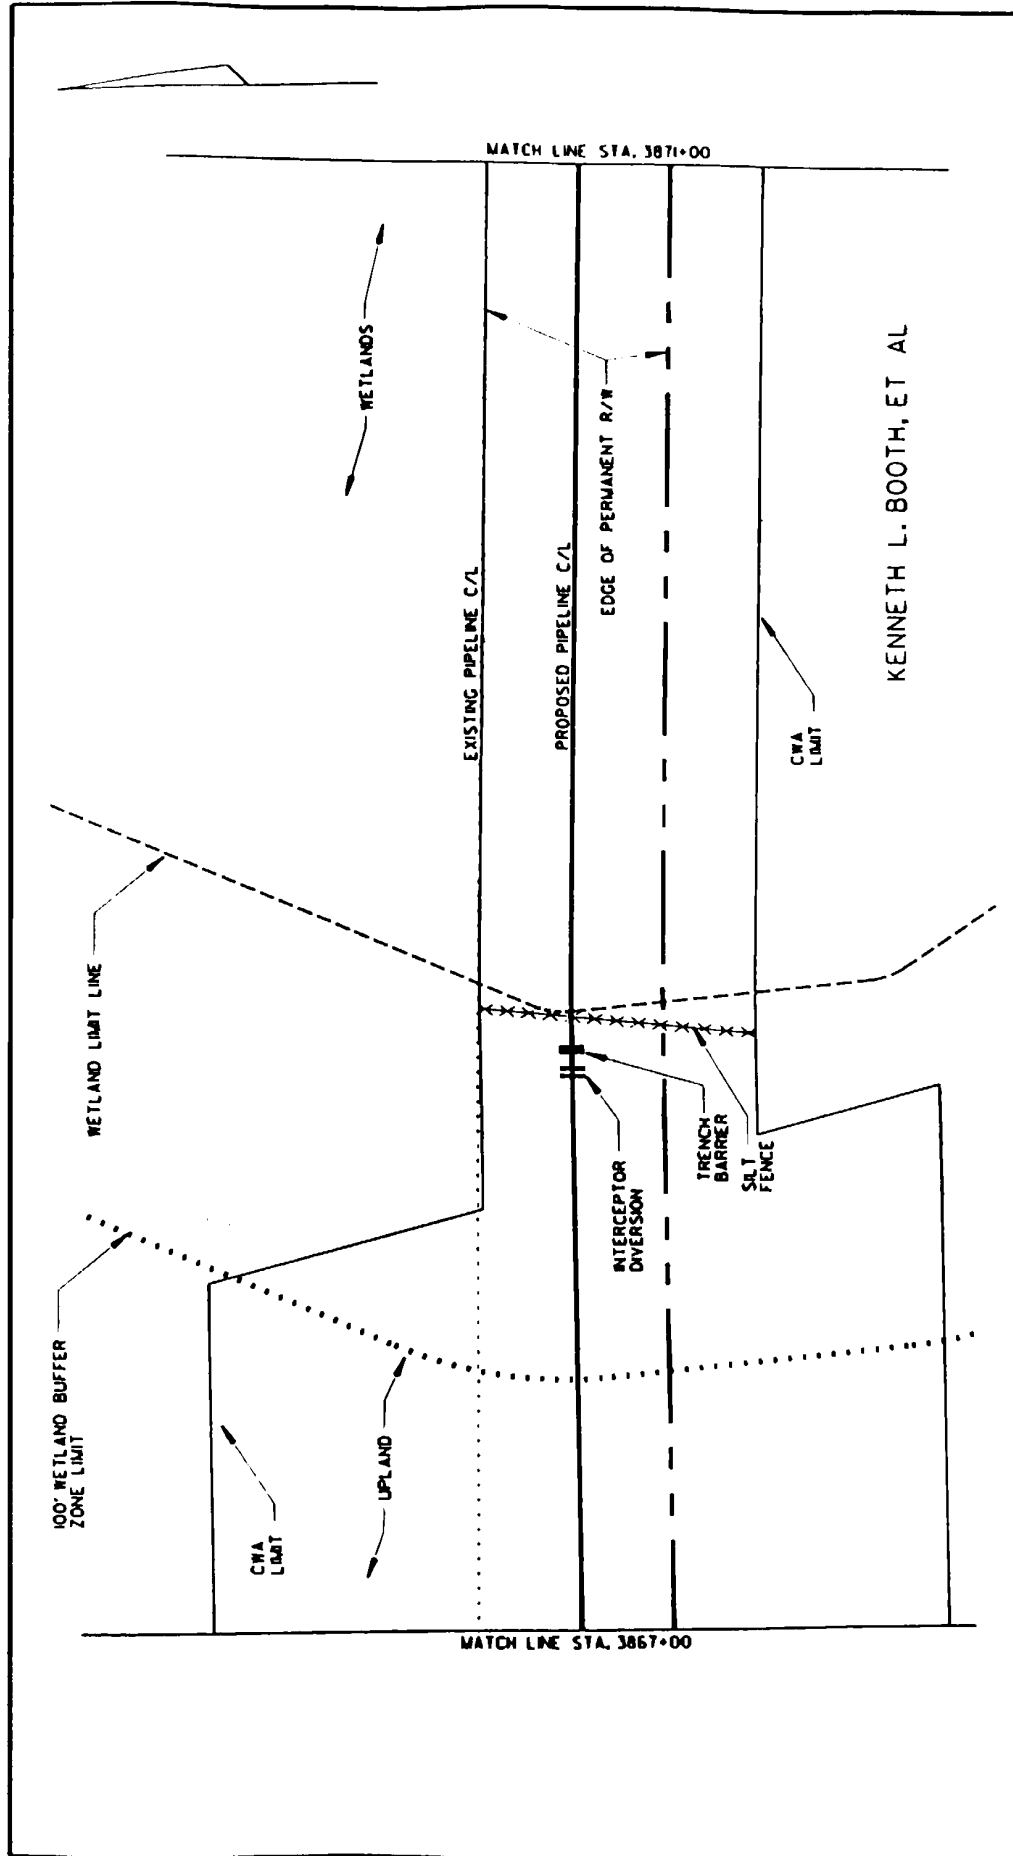 MATCH LINE STA. 3871+00
WETLANDS
EDGE OF PERMANENT R/W
KENNETH L. BOOTH, ET AL
EXISTING PIPELINE C/L
PROPOSED PIPELINE C/L
CWA
LIMIT
WETLAND LIMIT LINE
TRENCH
BARRIER
SILT
FENCE
INTERCEPTOR
DIVERSION
100' WETLAND BUFFER
ZONE LIMIT
UPLAND
CWA
LIMIT
MATCH LINE STA. 3867+00